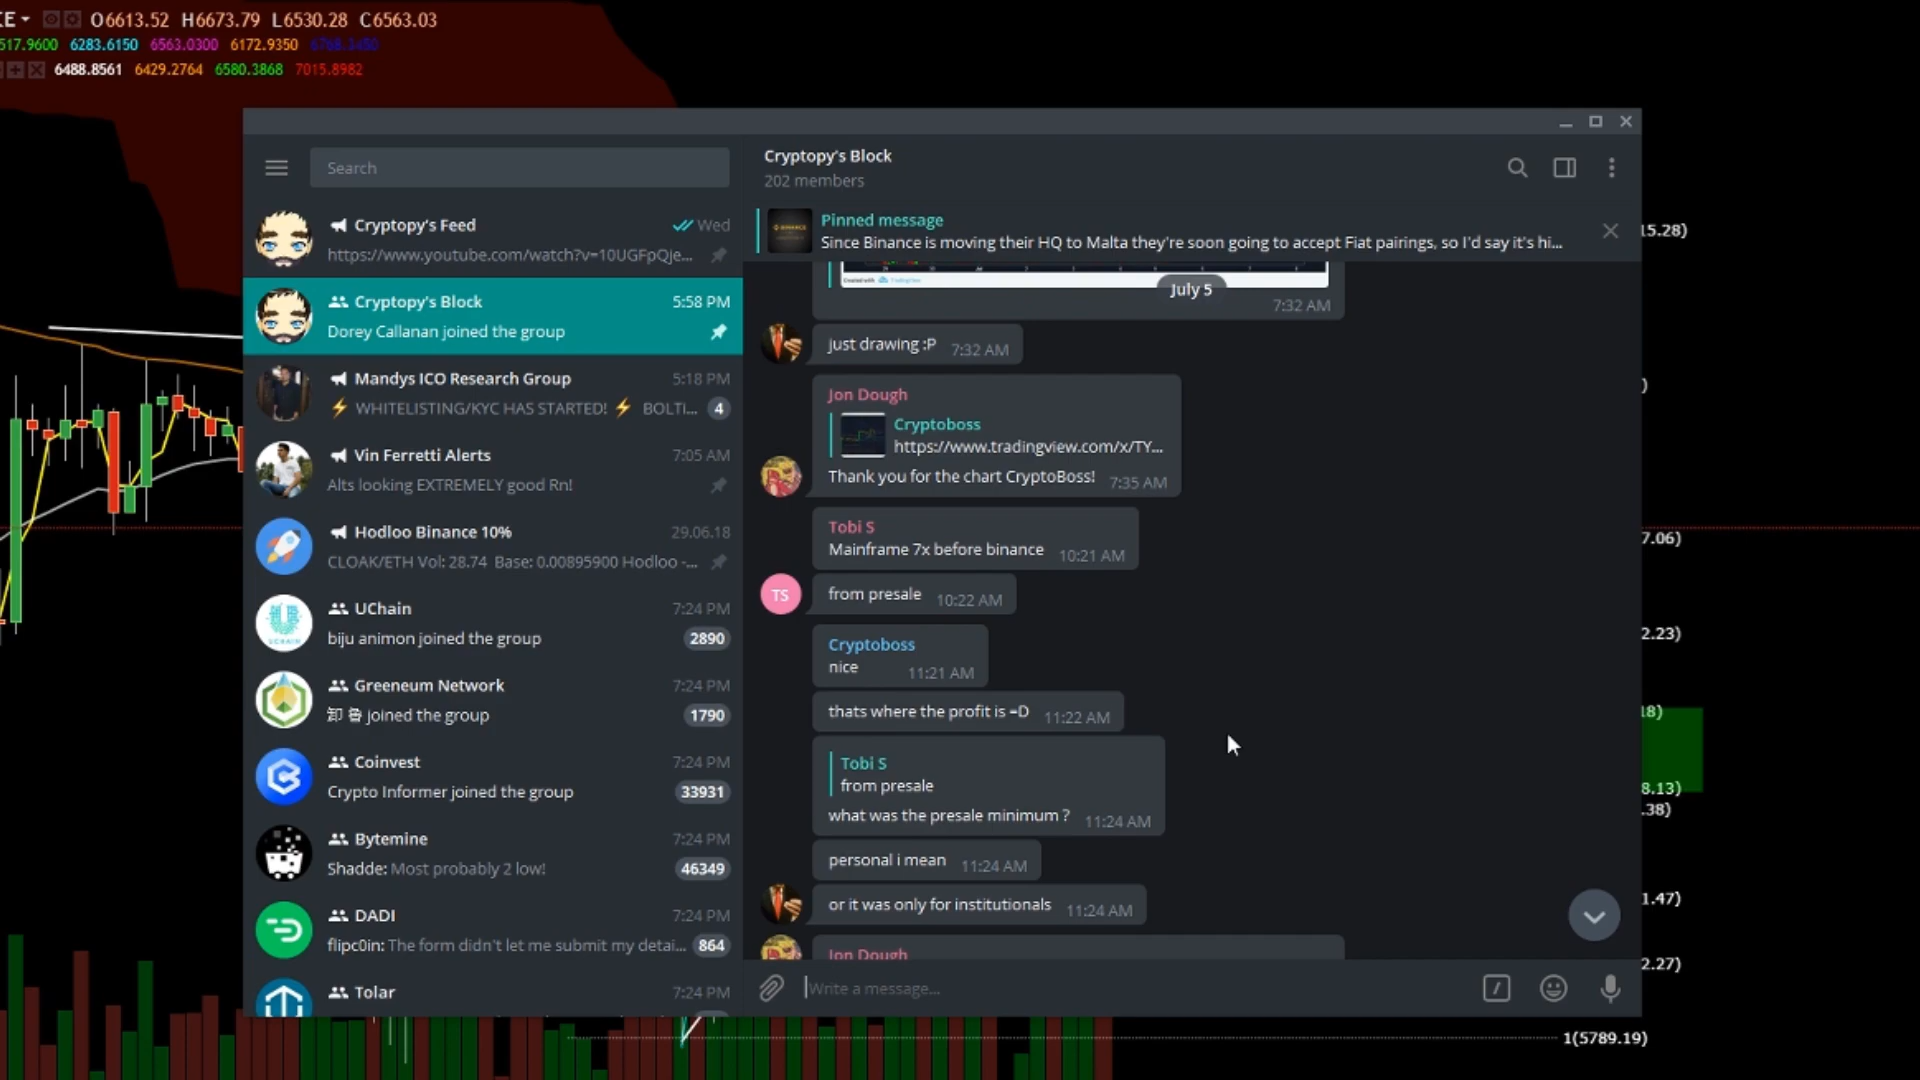 CE O6613.52 H6673.79 L6530.28 C6563.03
517.9600 6283.6150 6563.0300 6172.9350 6768.3450
6488.8561 6429.2764 6580.3868 7015.8982
Search
Cryptopy's Feed Wed
https://www.youtube.com/watch?v=10UGFpQje...
Cryptopy's Block 5:58 PM
Dorey Callanan joined the group
Mandys ICO Research Group 5:18 PM
⚡ WHITELISTING/KYC HAS STARTED! ⚡ BOLTI... 4
Vin Ferretti Alerts 7:05 AM
Alts looking EXTREMELY good Rn!
Hodloo Binance 10% 29.06.18
CLOAK/ETH Vol: 28.74 Base: 0.00895900 Hodloo -...
UChain 7:24 PM
biju animon joined the group 2890
UCHAIN
Greeneum Network 7:24 PM
joined the group 1790
Coinvest 7:24 PM
Crypto Informer joined the group 33931
Bytemine 7:24 PM
Shadde: Most probably 2 low! 46349
DADI 7:24 PM
flipc0in: The form didn't let me submit my detai... 864
Tolar 7:24 PM
Cryptopy's Block
202 members
Pinned message
BINANCE
Since Binance is moving their HQ to Malta they're soon going to accept Fiat pairings, so I'd say it's hi...
Created with TradingView
July 5
7:32 AM
just drawing :P 7:32 AM
Jon Dough
Cryptoboss
https://www.tradingview.com/x/TY...
Thank you for the chart CryptoBoss! 7:35 AM
Tobi S
Mainframe 7x before binance 10:21 AM
TS
from presale 10:22 AM
Cryptoboss
nice 11:21 AM
thats where the profit is =D 11:22 AM
Tobi S
from presale
what was the presale minimum ? 11:24 AM
personal i mean 11:24 AM
or it was only for institutionals 11:24 AM
Jon Dough
Write a message...
15.28)
)
7.06)
2.23)
18)
8.13)
.38)
1.47)
2.27)
1(5789.19)